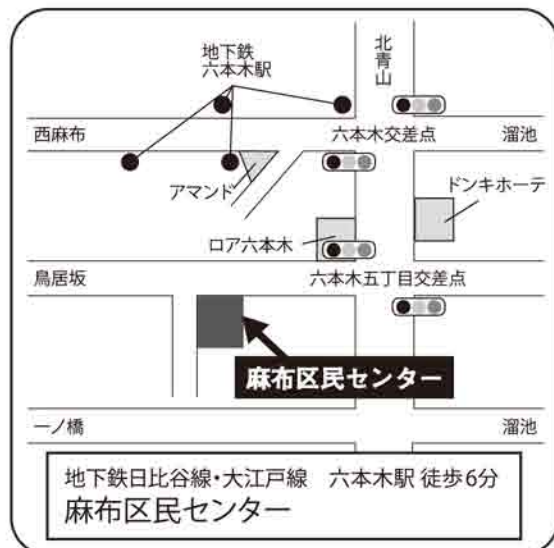 地下鉄
六本木駅
北青山
西麻布
六本木交差点
溜池
アマンド
ドンキホーテ
ロア六本木
鳥居坂
六本木五丁目交差点
麻布区民センター
一ノ橋
溜池
地下鉄日比谷線・大江戸線 六本木駅 徒歩6分
麻布区民センター